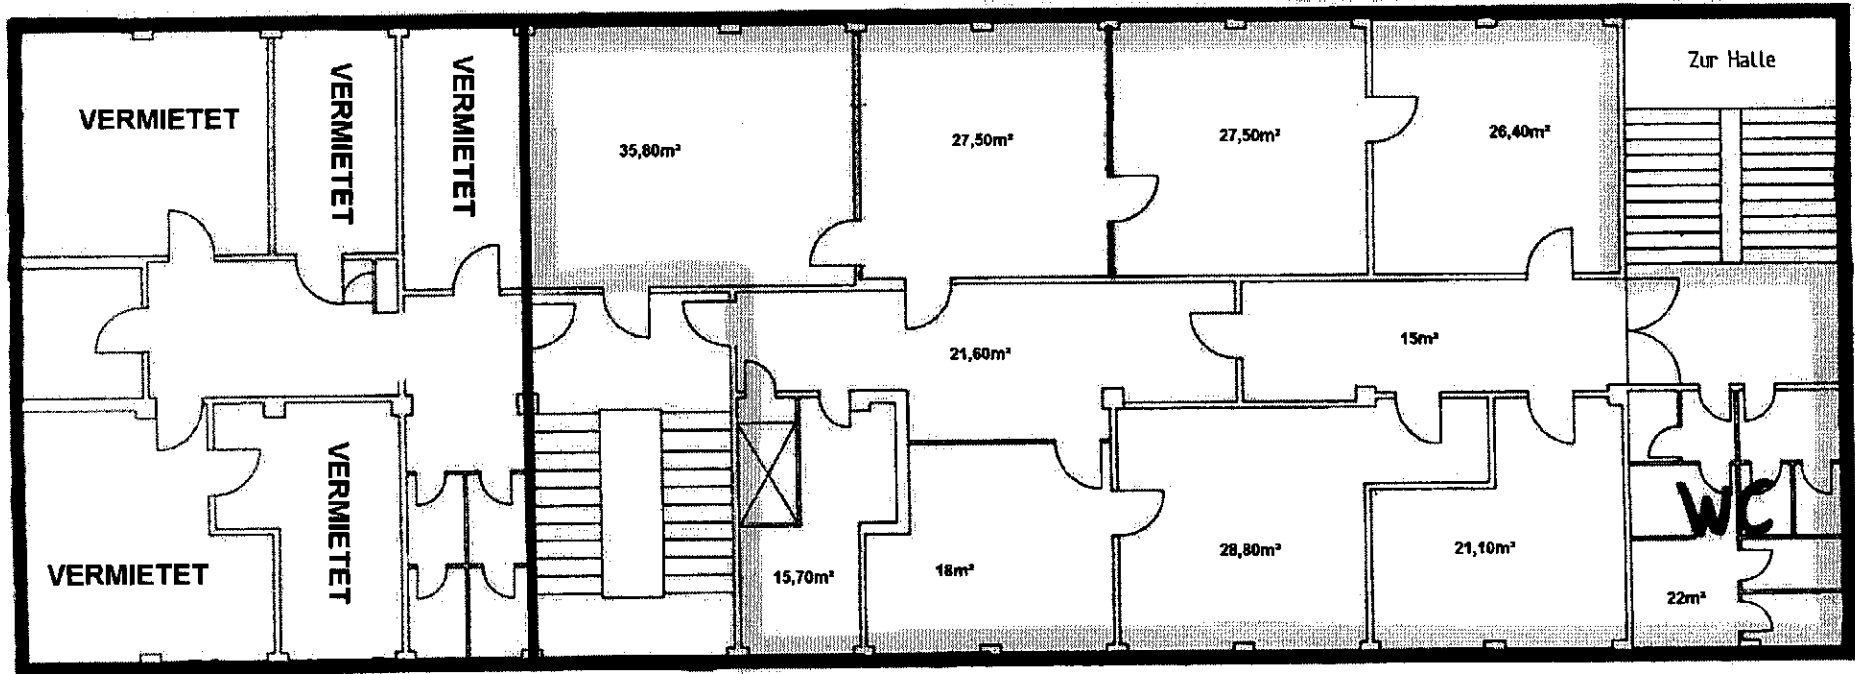 Zur Halle
VERMIETET
VERMIETET
VERMIETET
35,80m²
27,50m²
27,50m²
26,40m²
21,60m²
15m²
VERMIETET
VERMIETET
15,70m²
18m²
28,80m²
21,10m²
WC
22m²